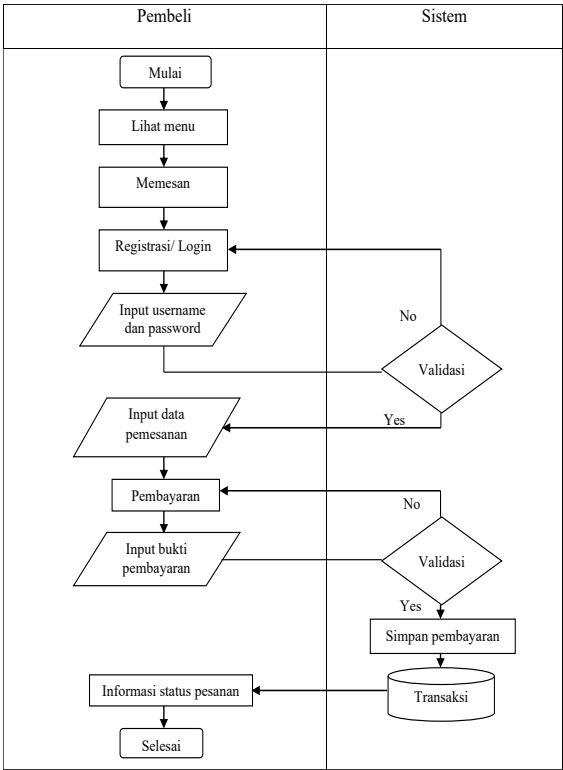 Pembeli
Sistem
Mulai
Lihat menu
Memesan
Registrasi/ Login
Input username
dan password
No
Validasi
Yes
Input data
pemesanan
Pembayaran
No
Input bukti
pembayaran
Validasi
Yes
Simpan pembayaran
Informasi status pesanan
Transaksi
Selesai